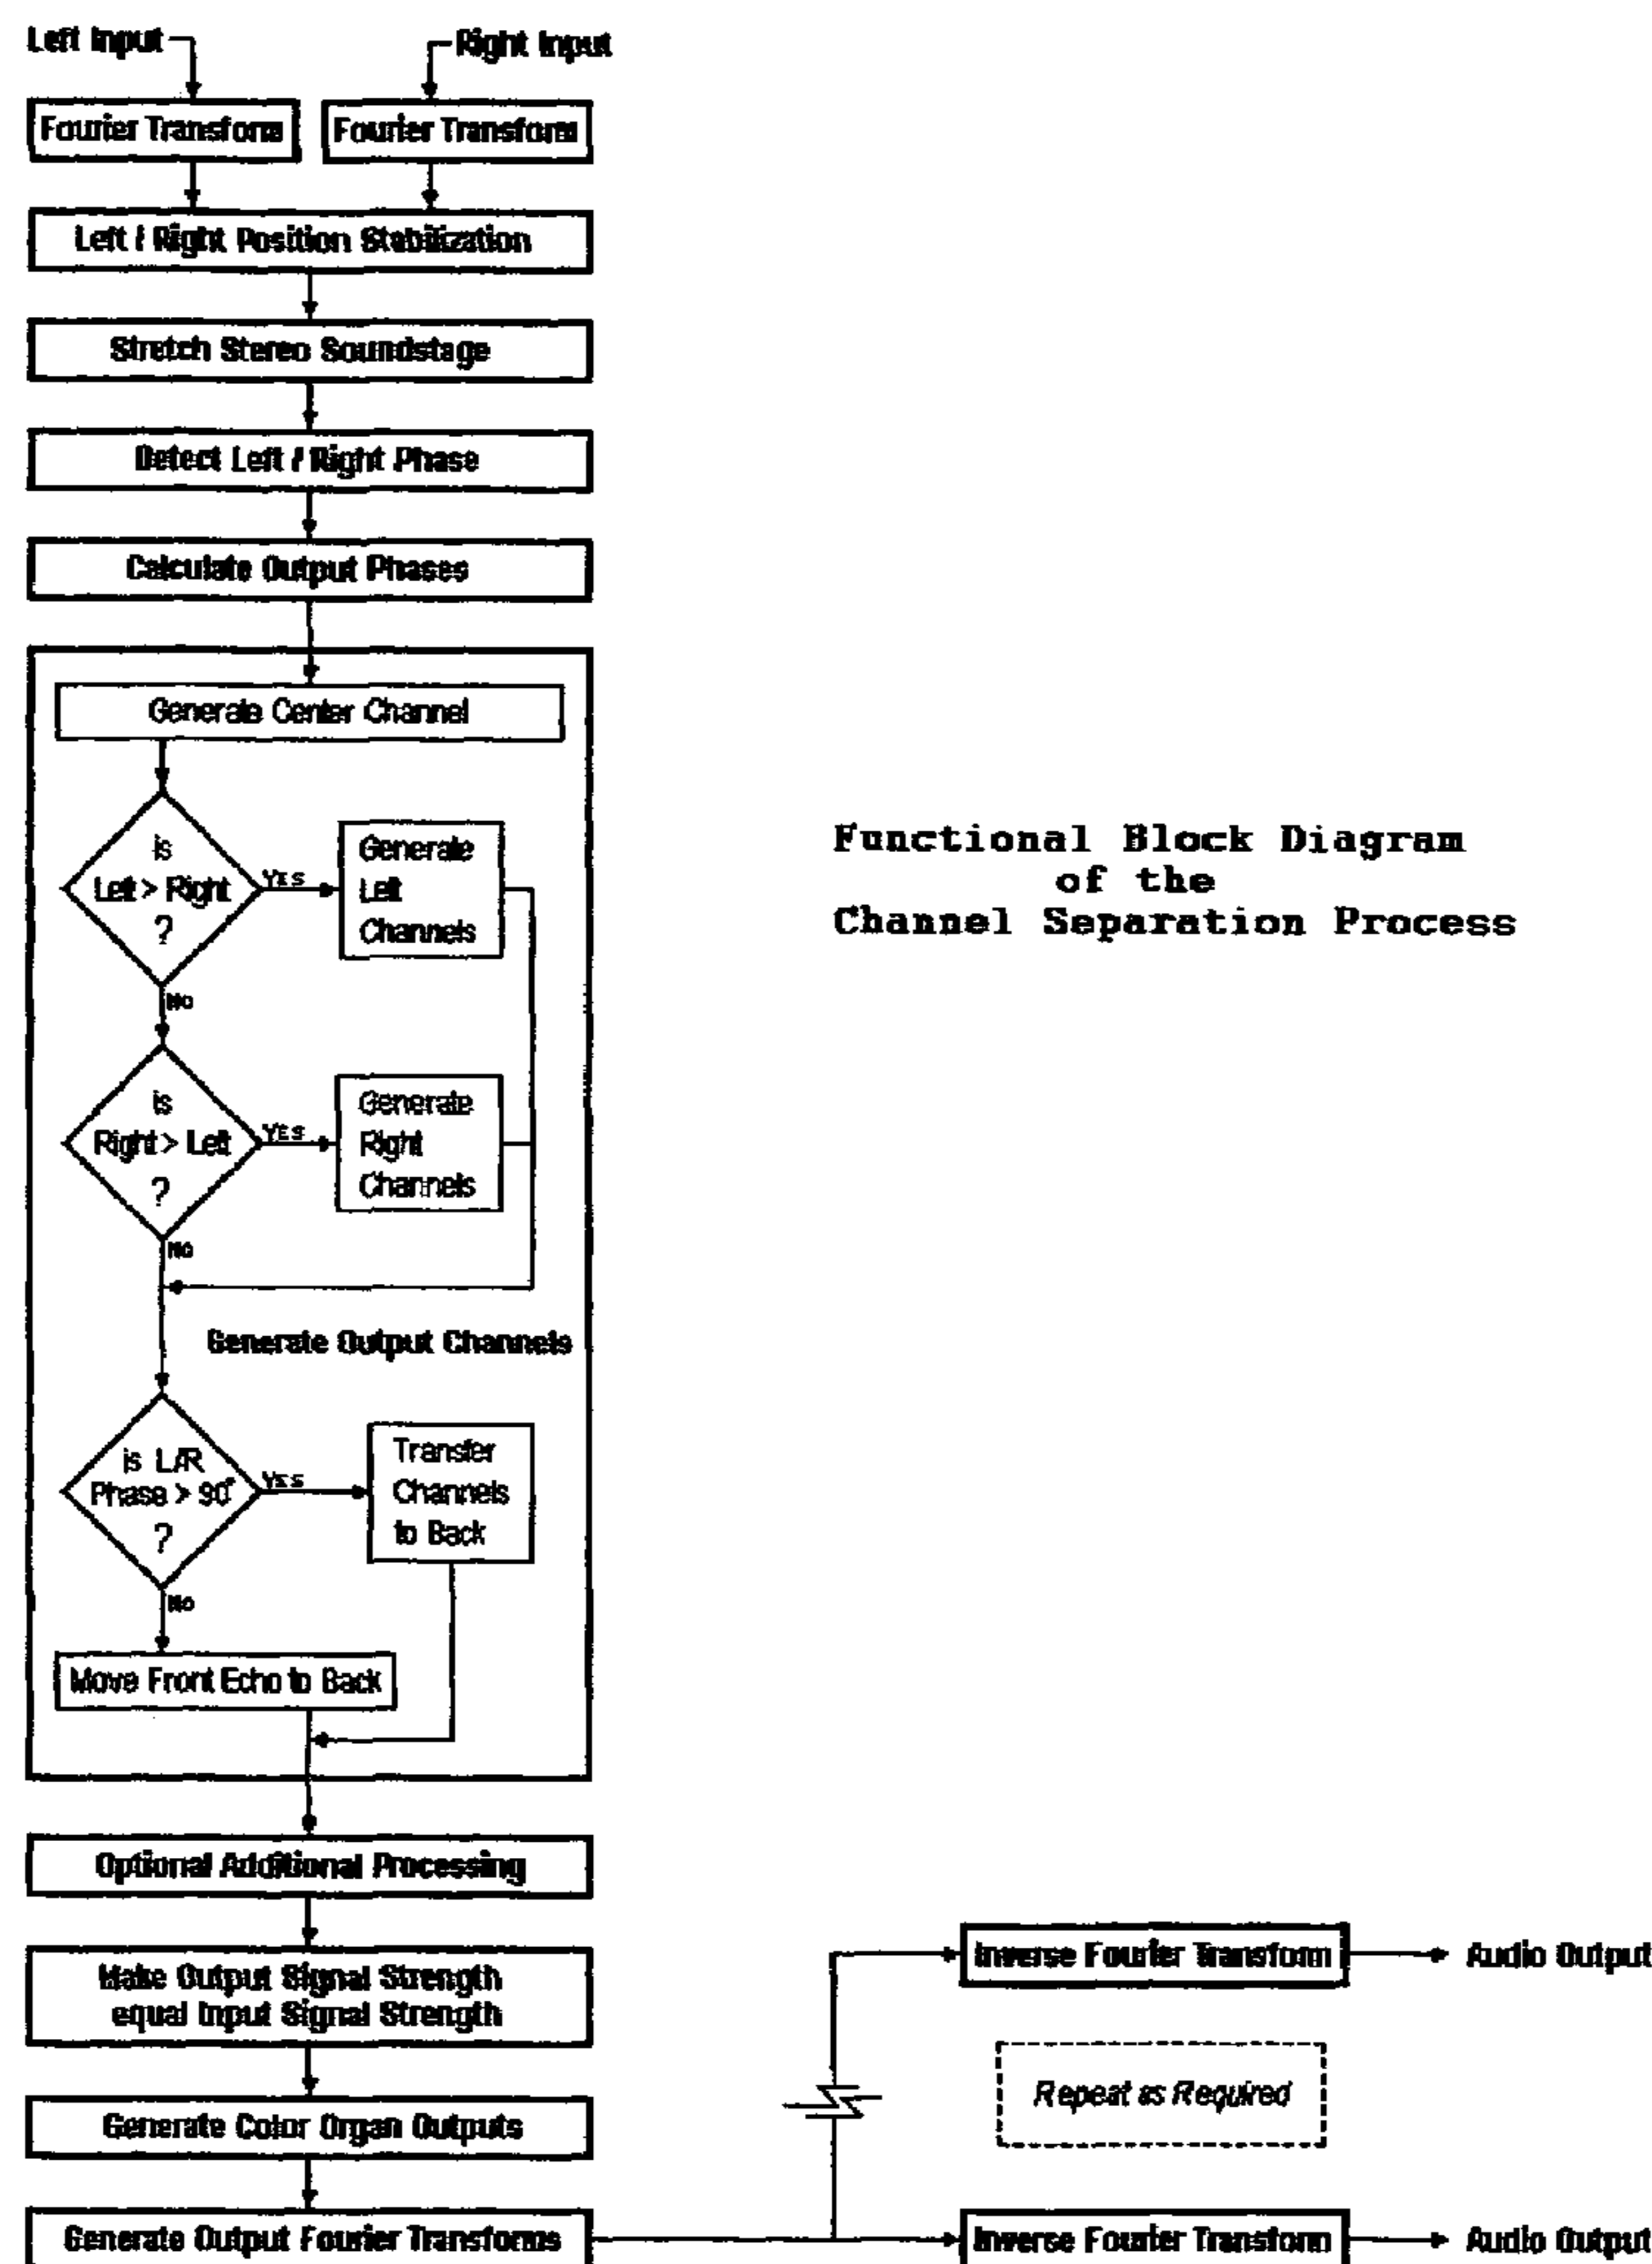 Left Input
Right Input
Fourier Transform
Fourier Transform
Left / Right Position Stabilization
Stretch Stereo Soundstage
Detect Left / Right Phase
Calculate Output Phases
Generate Center Channel
is
Left > Right
?
YES
Generate
Left
Channels
No
is
Right > Left
?
YES
Generate
Right
Channels
No
Generate Output Channels
is L/R
Phase > 90°
?
YES
Transfer
Channels
to Back
No
Move Front Echo to Back
Functional Block Diagram
of the
Channel Separation Process
Optional Additional Processing
Make Output Signal Strength
equal Input Signal Strength
Generate Color Organ Outputs
Generate Output Fourier Transforms
Inverse Fourier Transform
Audio Output
Repeat as Required
Inverse Fourier Transform
Audio Output